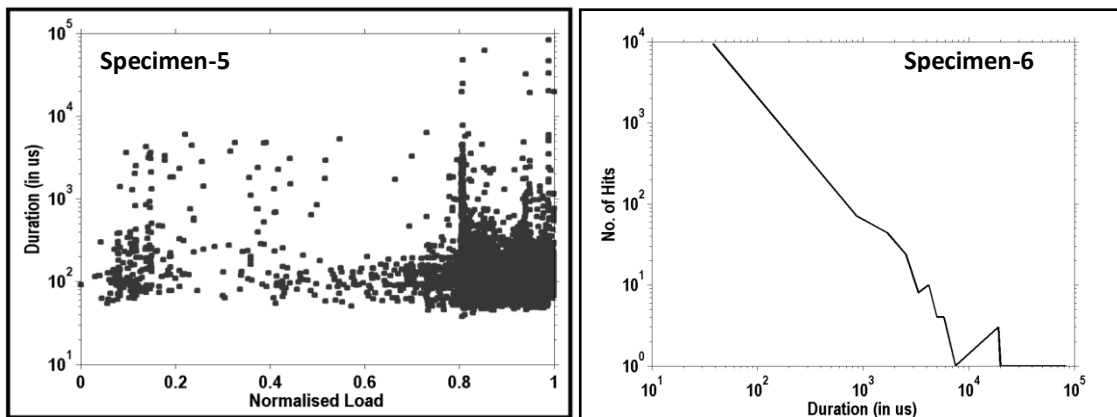 Specimen-5
Duration (in us)
10^5
10^4
10^3
10^2
10^1
0 0.2 0.4 0.6 0.8 1
Normalised Load
Specimen-6
No. of Hits
10^4
10^3
10^2
10^1
10^0
10^1 10^2 10^3 10^4 10^5
Duration (in us)